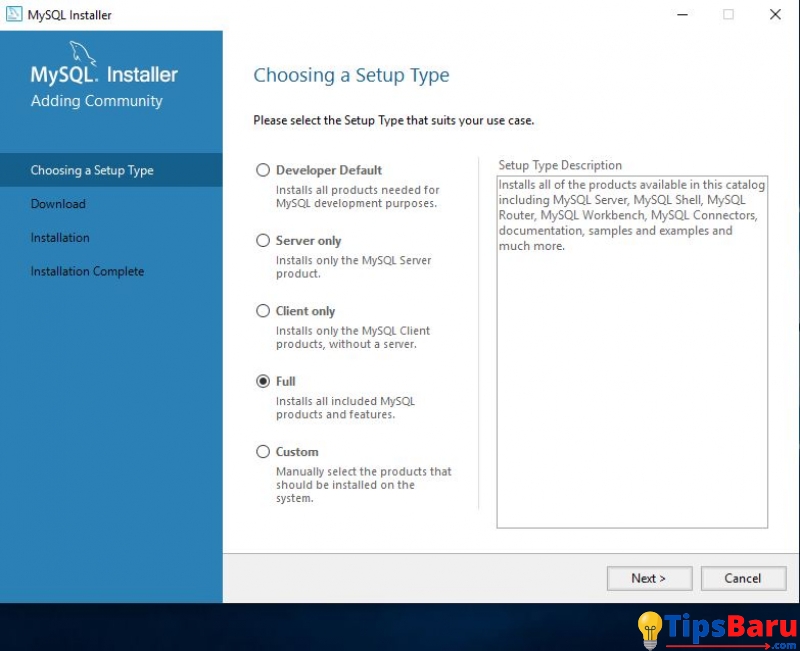 MySQL Installer
MySQL. Installer
Adding Community
Choosing a Setup Type
Download
Installation
Installation Complete
Choosing a Setup Type
Please select the Setup Type that suits your use case.
Developer Default
Installs all products needed for
MySQL development purposes.
Server only
Installs only the MySQL Server
product.
Client only
Installs only the MySQL Client
products, without a server.
Full
Installs all included MySQL
products and features.
Custom
Manually select the products that
should be installed on the
system.
Setup Type Description
Installs all of the products available in this catalog
including MySQL Server, MySQL Shell, MySQL
Router, MySQL Workbench, MySQL Connectors,
documentation, samples and examples and
much more.
Next >
Cancel
TipsBaru
.com